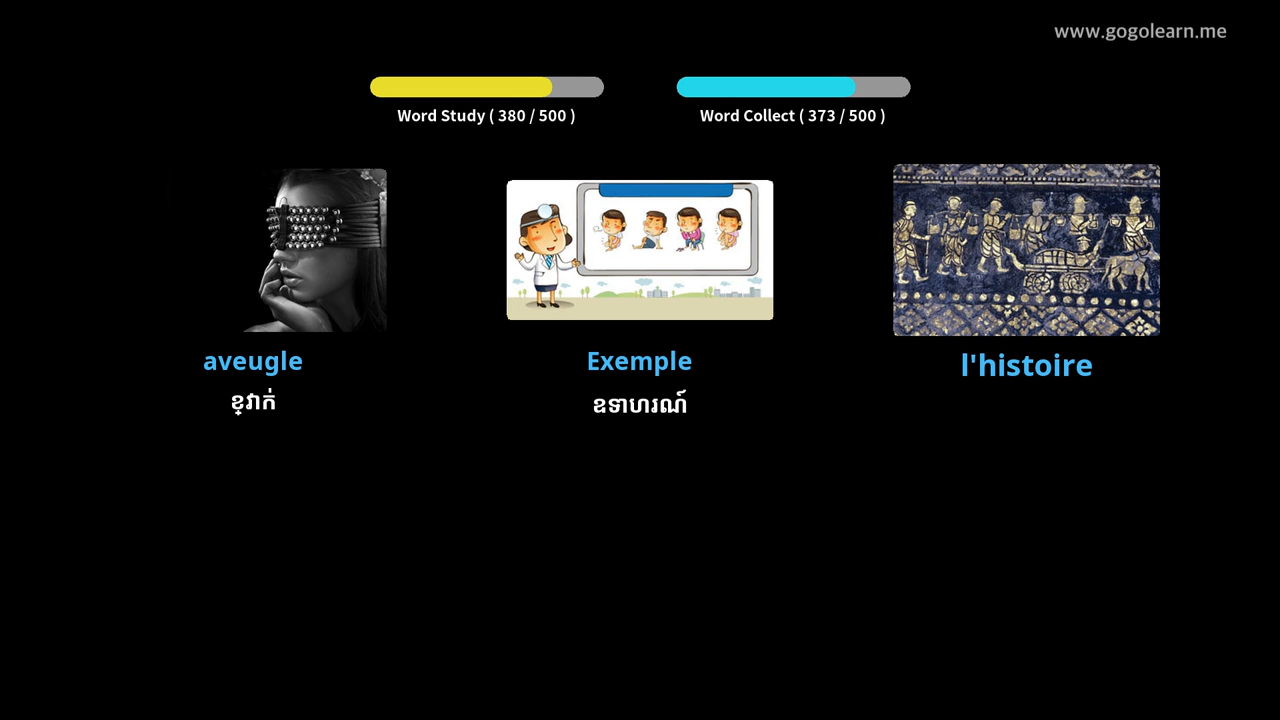 www.gogolearn.me
Word Study ( 380 / 500 )
Word Collect ( 373 / 500 )
aveugle
Exemple
l'histoire
ខ្វាក់
ឧទាហរណ៍